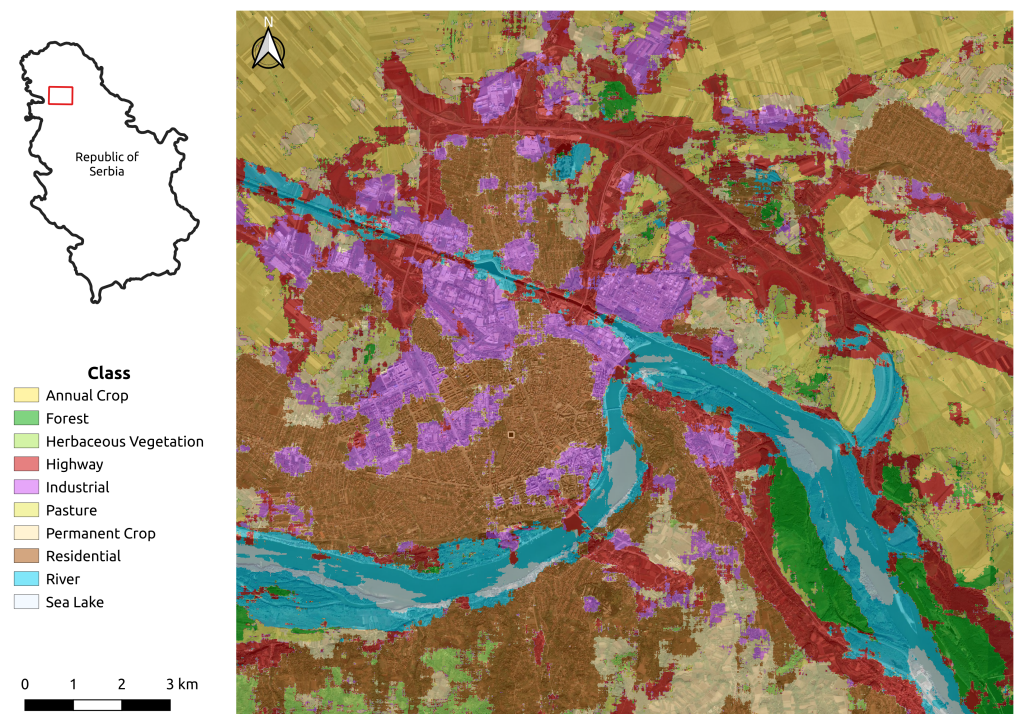 N
Republic of
Serbia
Class
Annual Crop
Forest
Herbaceous Vegetation
Highway
Industrial
Pasture
Permanent Crop
Residential
River
Sea Lake
0 1 2 3 km